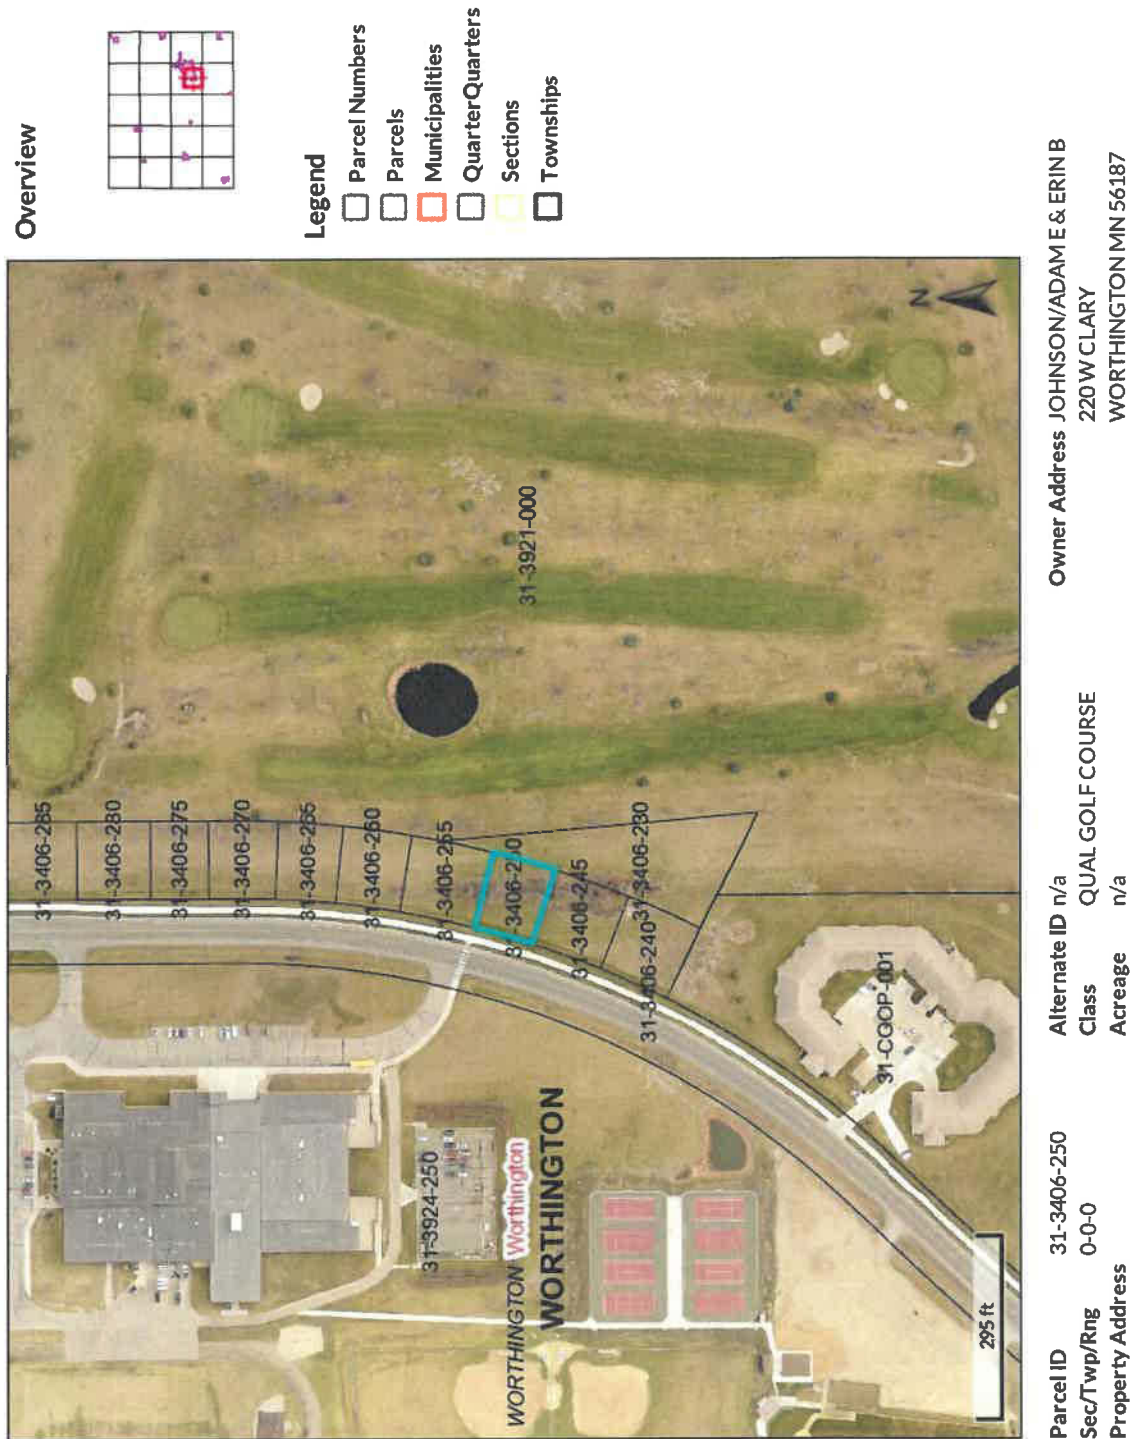 Overview
Legend
Parcel Numbers
Parcels
Municipalities
QuarterQuarters
Sections
Townships
31-3406-285
31-3406-280
31-3406-275
31-3406-270
31-3406-265
31-3406-260
31-3406-255
31-3406-250
31-3406-245
31-3406-240
31-3406-230
31-3921-000
31-3924-250
31-COOP-001
WORTHINGTON Worthington
WORTHINGTON
N
295 ft
Parcel ID 31-3406-250 Alternate ID n/a Owner Address JOHNSON/ADAM E & ERIN B
Sec/Twp/Rng 0-0-0 Class QUAL GOLF COURSE 220 W CLARY
Property Address Acreage n/a WORTHINGTON MN 56187